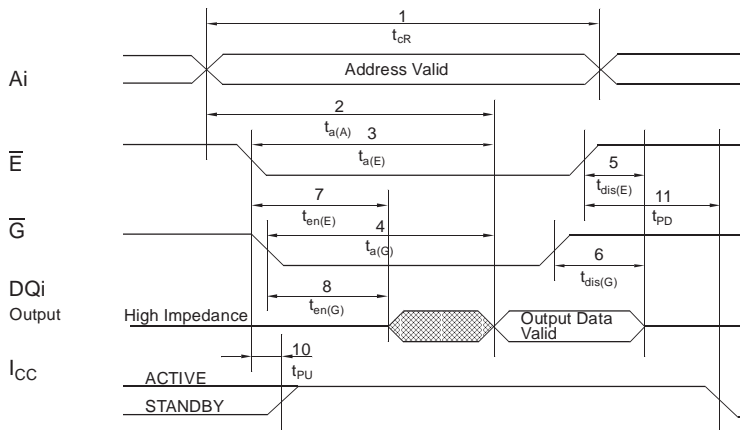 1
tcR
Ai
Address Valid
2
ta(A)
3
E
ta(E)
5
tdis(E)
7
11
ten(E)
tPD
G
4
ta(G)
6
tdis(G)
DQi
8
Output
High Impedance
ten(G)
Output Data
Valid
10
ICC
tPU
ACTIVE
STANDBY